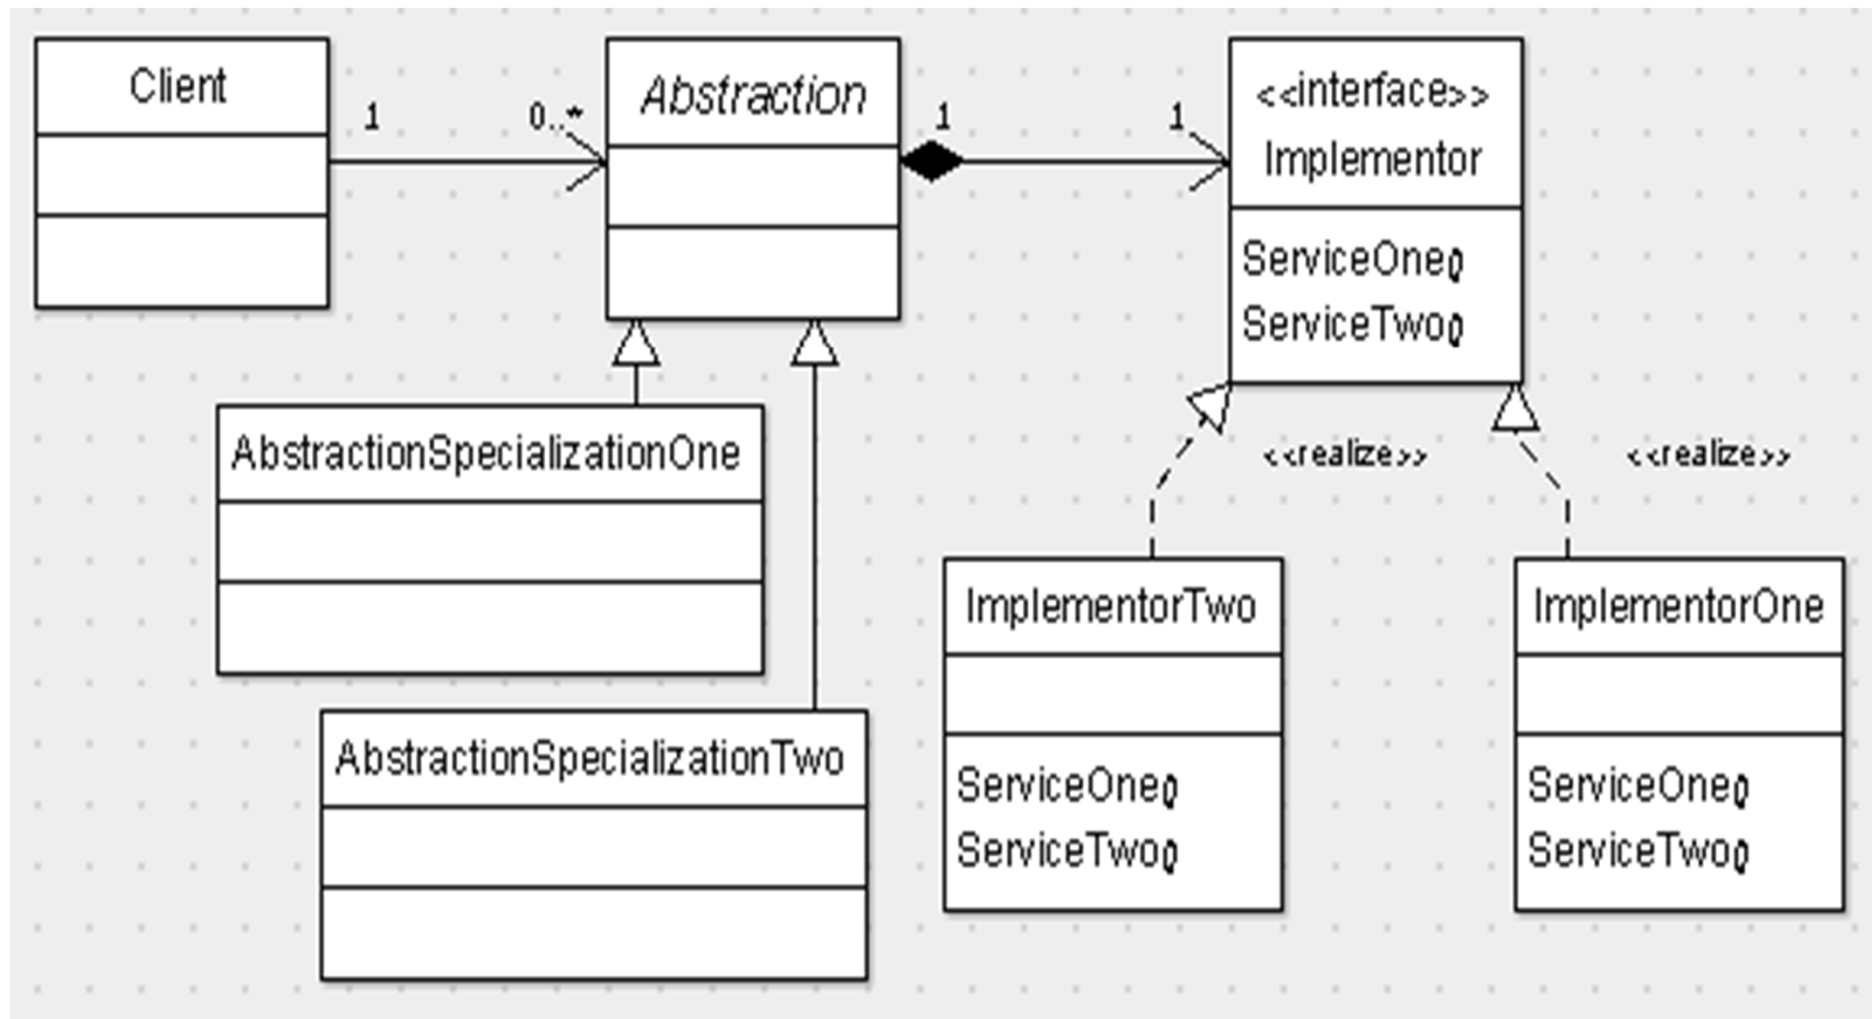 Client
1
0..*
Abstraction
1
1
<<interface>>
Implementor
ServiceOne()
ServiceTwo()
AbstractionSpecializationOne
<<realize>>
<<realize>>
ImplementorTwo
ServiceOne()
ServiceTwo()
ImplementorOne
ServiceOne()
ServiceTwo()
AbstractionSpecializationTwo